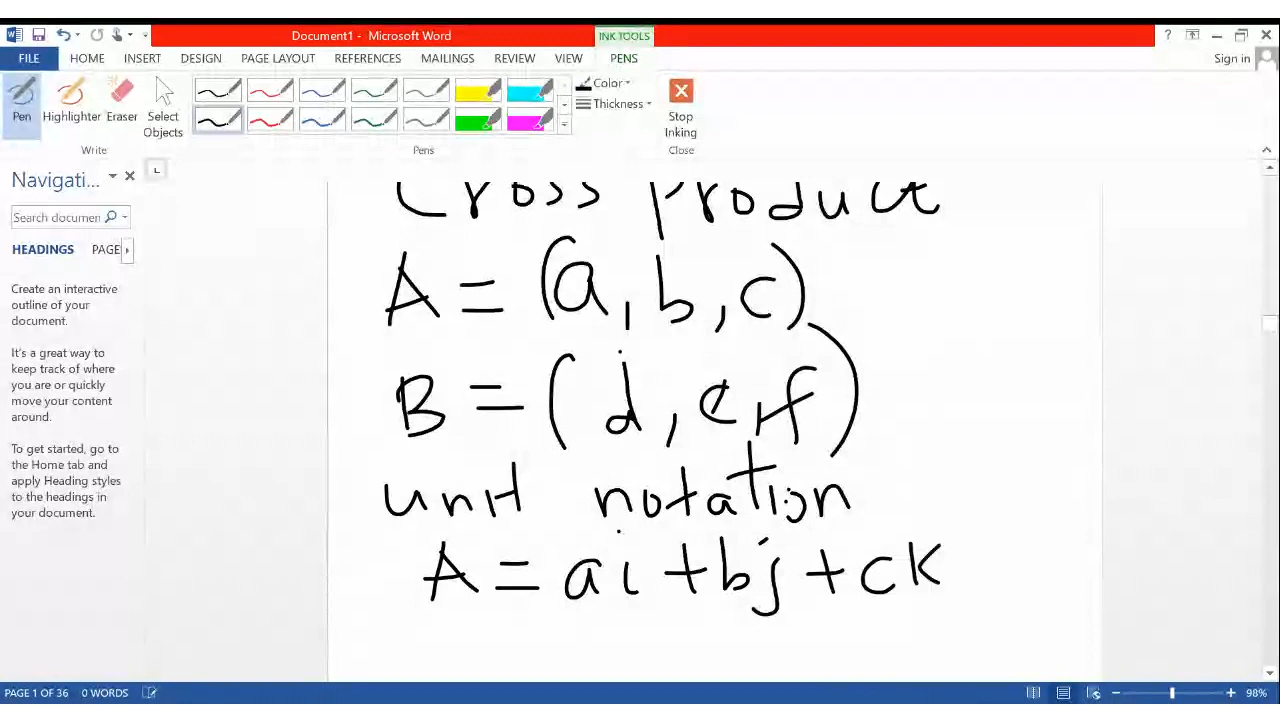 Document1 - Microsoft Word
INK TOOLS
?
FILE HOME INSERT DESIGN PAGE LAYOUT REFERENCES MAILINGS REVIEW VIEW PENS
Sign in
Pen Highlighter Eraser Select Objects
Color
Thickness
Stop Inking
Write Pens Close
Navigati...
Search documen
HEADINGS PAGE
Create an interactive
outline of your
document.
It's a great way to
keep track of where
you are or quickly
move your content
around.
To get started, go to
the Home tab and
apply Heading styles
to the headings in
your document.
Cross product
A = (a, b, c)
B = (d, e, f)
unit notation
A = ai + bj + ck
PAGE 1 OF 36 0 WORDS
98%